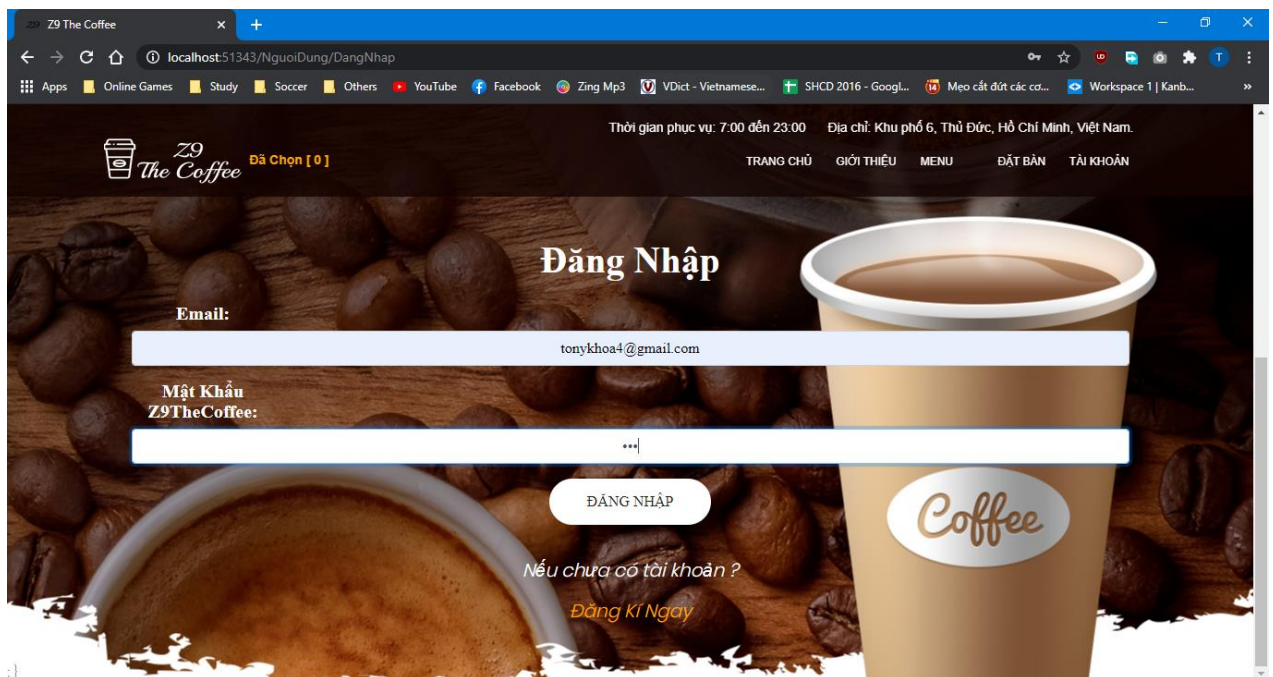 Z9 The Coffee
localhost:51343/NguoiDung/DangNhap
Apps Online Games Study Soccer Others YouTube Facebook Zing Mp3 VDict - Vietnamese... SHCD 2016 - Googl... Mẹo cắt đứt các cơ... Workspace 1 | Kanb... »
Thời gian phục vụ: 7:00 đến 23:00 Địa chỉ: Khu phố 6, Thủ Đức, Hồ Chí Minh, Việt Nam.
Z9
The Coffee
Đã Chọn [ 0 ]
TRANG CHỦ GIỚI THIỆU MENU ĐẶT BÀN TÀI KHOẢN
Đăng Nhập
Email:
tonykhoa4@gmail.com
Mật Khẩu
Z9TheCoffee:
•••
ĐĂNG NHẬP
Coffee
Nếu chưa có tài khoản ?
Đăng Kí Ngay